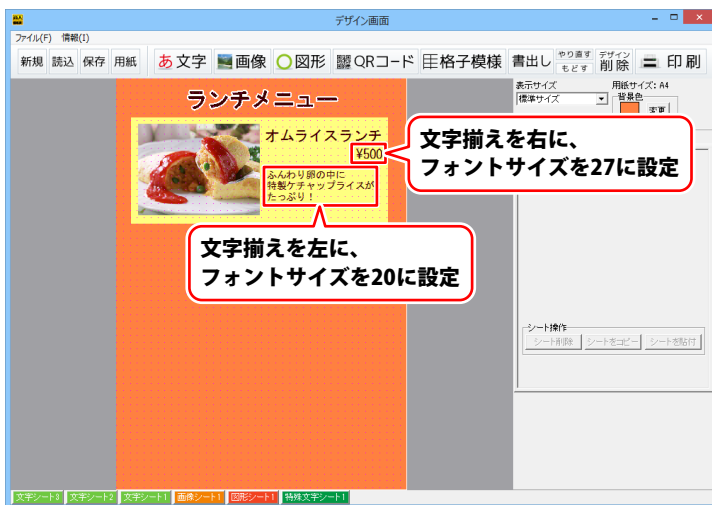 デザイン画面
ファイル(F) 情報(I)
新規 読込 保存 用紙 あ文字 画像 図形 QRコード 格子模様 書出し やり直す もどす デザイン 削除 印刷
表示サイズ 用紙サイズ: A4
標準サイズ 背景色
変更
ランチメニュー
オムライスランチ
¥500
ふんわり卵の中に
特製ケチャップライスが
たっぷり！
文字揃えを右に、
フォントサイズを27に設定
文字揃えを左に、
フォントサイズを20に設定
シート操作
シート削除 シートをコピー シートを貼付
文字シート3 文字シート2 文字シート1 画像シート1 図形シート1 特殊文字シート1